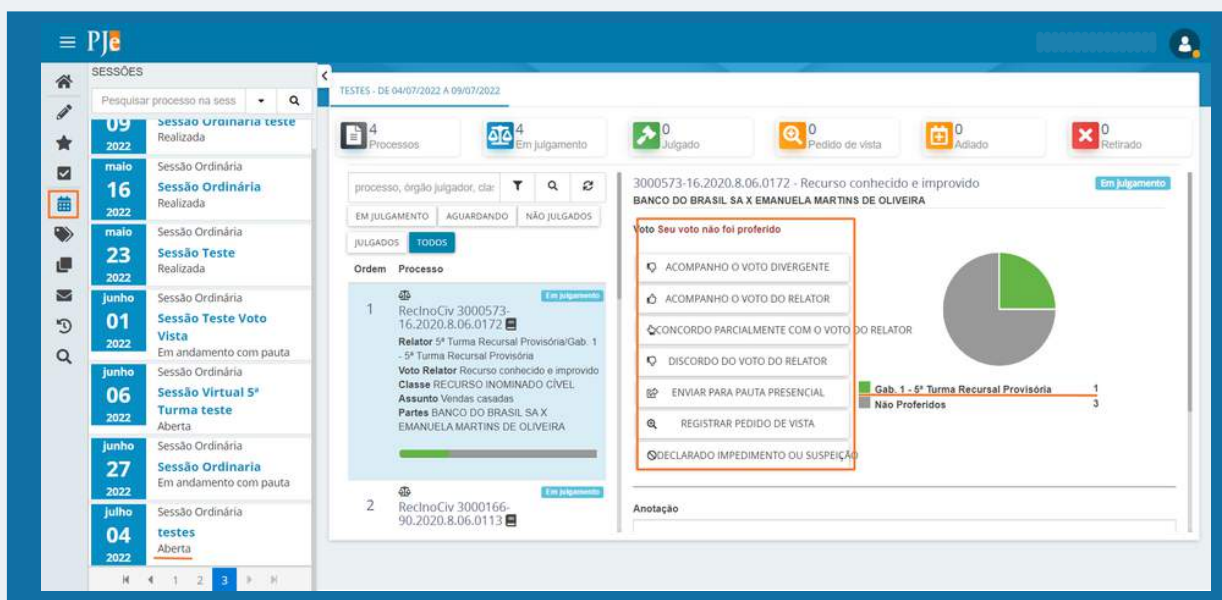 PJe
SESSÕES
Pesquisar processo na sess
09
2022
Sessão Ordinária teste
Realizada
maio
16
2022
Sessão Ordinária
Sessão Ordinária
Realizada
maio
23
2022
Sessão Ordinária
Sessão Teste
Realizada
junho
01
2022
Sessão Ordinária
Sessão Teste Voto
Vista
Em andamento com pauta
junho
06
2022
Sessão Ordinária
Sessão Virtual 5ª
Turma teste
Aberta
junho
27
2022
Sessão Ordinária
Sessão Ordinaria
Em andamento com pauta
julho
04
2022
Sessão Ordinária
testes
Aberta
1 2 3
TESTES - DE 04/07/2022 A 09/07/2022
4
Processos
4
Em julgamento
0
Julgado
0
Pedido de vista
0
Adiado
0
Retirado
processo, órgão julgador, clas
EM JULGAMENTO AGUARDANDO NÃO JULGADOS
JULGADOS TODOS
Ordem Processo
1
Em julgamento
RecInoCiv 3000573-
16.2020.8.06.0172
Relator 5ª Turma Recursal Provisória/Gab. 1
- 5ª Turma Recursal Provisória
Voto Relator Recurso conhecido e improvido
Classe RECURSO INOMINADO CÍVEL
Assunto Vendas casadas
Partes BANCO DO BRASIL SA X
EMANUELA MARTINS DE OLIVEIRA
2
Em julgamento
RecInoCiv 3000166-
90.2020.8.06.0113
3000573-16.2020.8.06.0172 - Recurso conhecido e improvido
Em julgamento
BANCO DO BRASIL SA X EMANUELA MARTINS DE OLIVEIRA
Voto Seu voto não foi proferido
ACOMPANHO O VOTO DIVERGENTE
ACOMPANHO O VOTO DO RELATOR
CONCORDO PARCIALMENTE COM O VOTO DO RELATOR
DISCORDO DO VOTO DO RELATOR
ENVIAR PARA PAUTA PRESENCIAL
REGISTRAR PEDIDO DE VISTA
DECLARADO IMPEDIMENTO OU SUSPEIÇÃO
Gab. 1 - 5ª Turma Recursal Provisória 1
Não Proferidos 3
Anotação